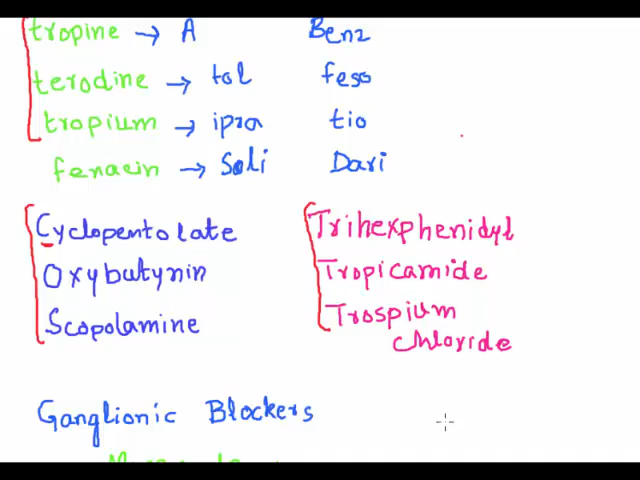 tropine → A Benz
terodine → tol feso
tropium → ipra tio
fenacin → Soli Dari
Cyclopentolate Trihexphenidyl
Oxybutynin Tropicamide
Scopolamine Trospium
chloride
Ganglionic Blockers